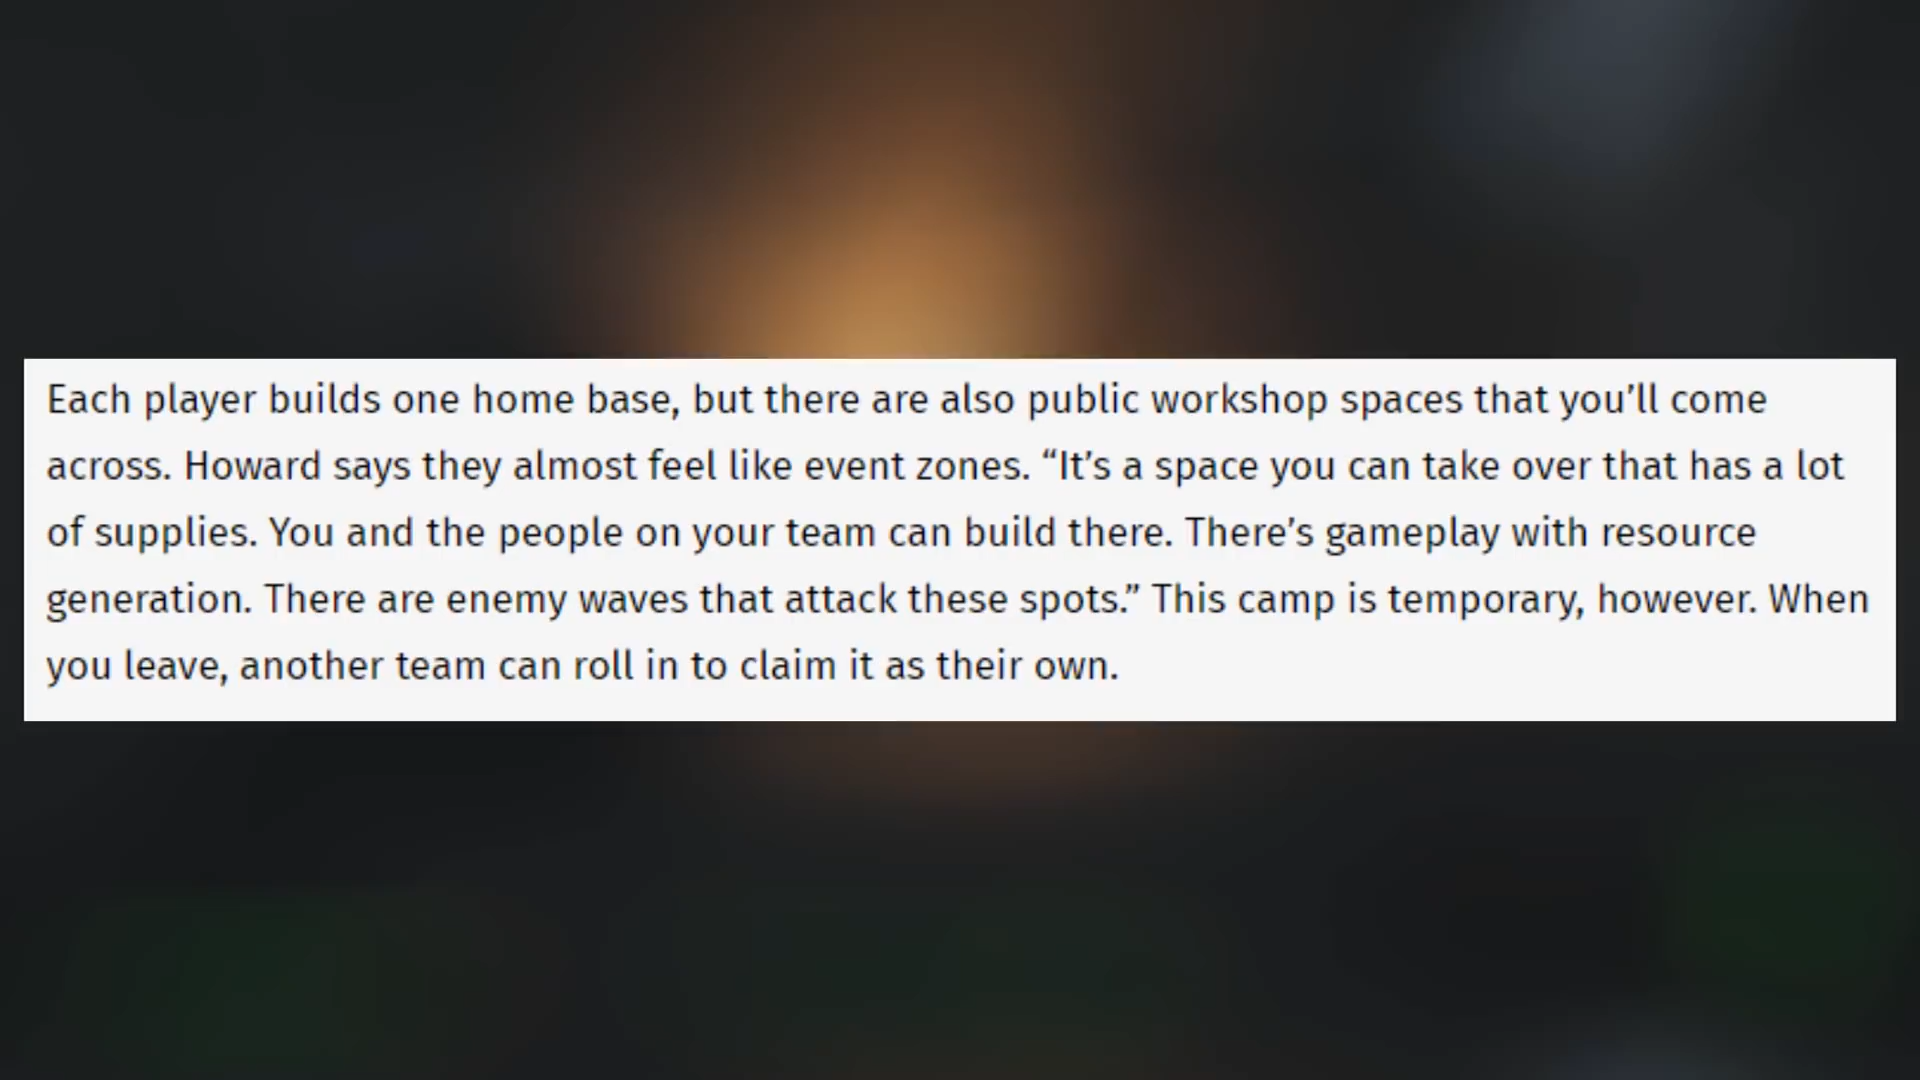 Each player builds one home base, but there are also public workshop spaces that you’ll come
across. Howard says they almost feel like event zones. “It’s a space you can take over that has a lot
of supplies. You and the people on your team can build there. There’s gameplay with resource
generation. There are enemy waves that attack these spots.” This camp is temporary, however. When
you leave, another team can roll in to claim it as their own.